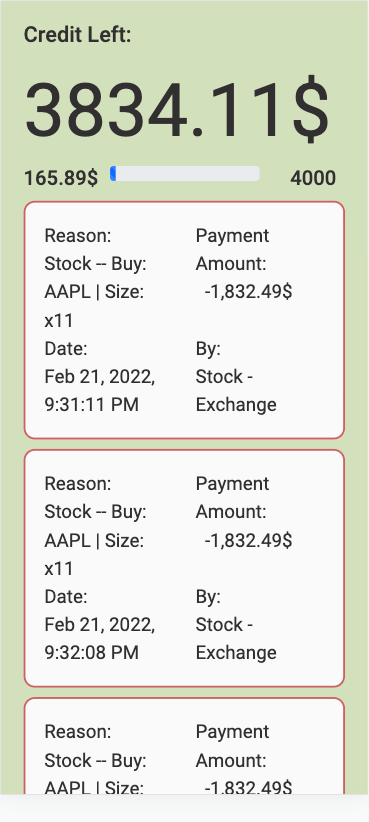 Credit Left:
3834.11$
165.89$ 4000
Reason: Payment
Stock -- Buy: Amount:
AAPL | Size: -1,832.49$
x11
Date: By:
Feb 21, 2022, Stock -
9:31:11 PM Exchange
Reason: Payment
Stock -- Buy: Amount:
AAPL | Size: -1,832.49$
x11
Date: By:
Feb 21, 2022, Stock -
9:32:08 PM Exchange
Reason: Payment
Stock -- Buy: Amount:
AAPL | Size: -1,832.49$